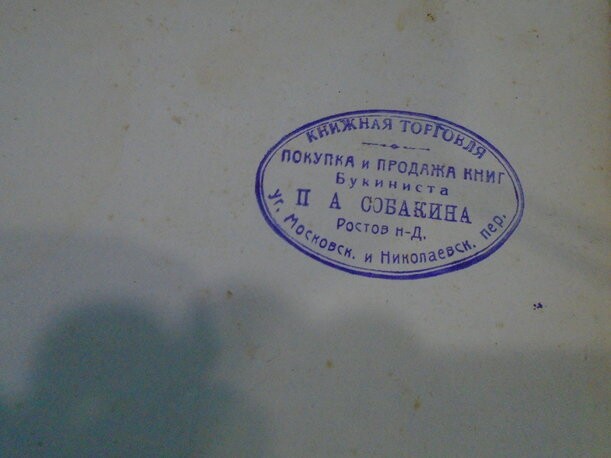 КНИЖНАЯ ТОРГОВЛЯ
ПОКУПКА и ПРОДАЖА КНИГ
Букиниста
П А СОБАКИНА
Ростов н-Д.
уг. Московск. и Николаевск. пер.